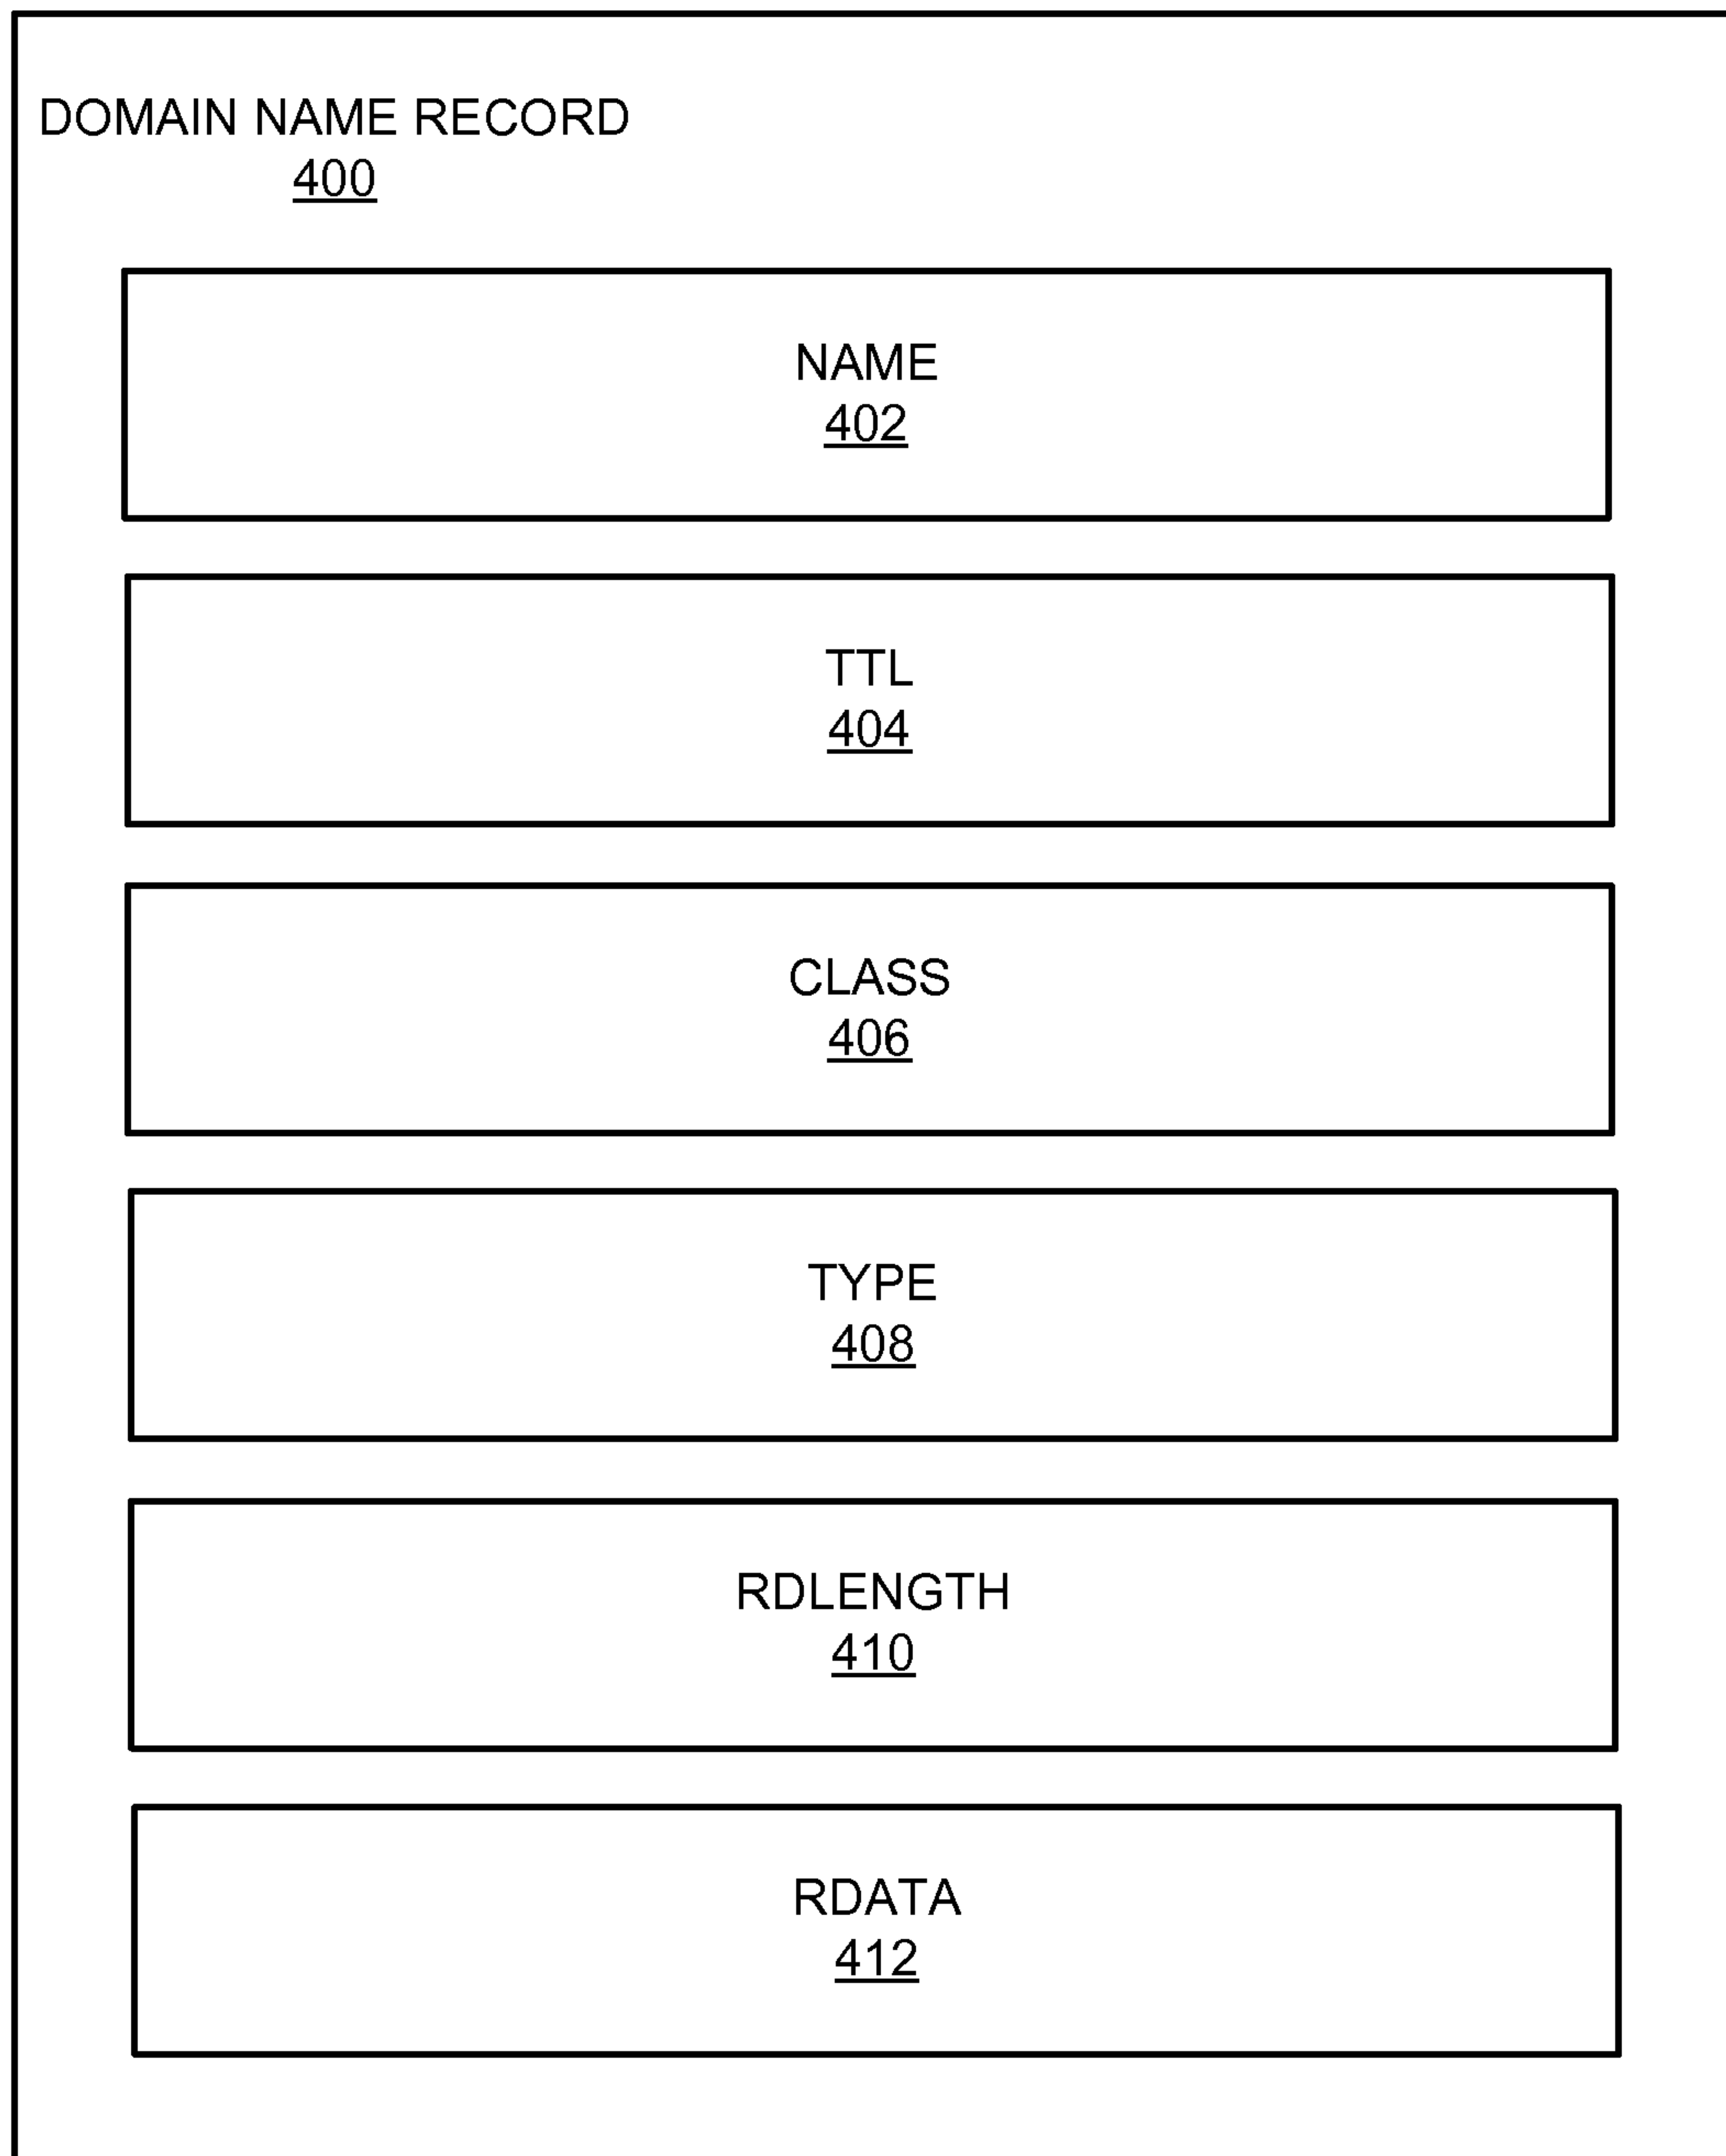 DOMAIN NAME RECORD
400
NAME
402
TTL
404
CLASS
406
TYPE
408
RDLENGTH
410
RDATA
412